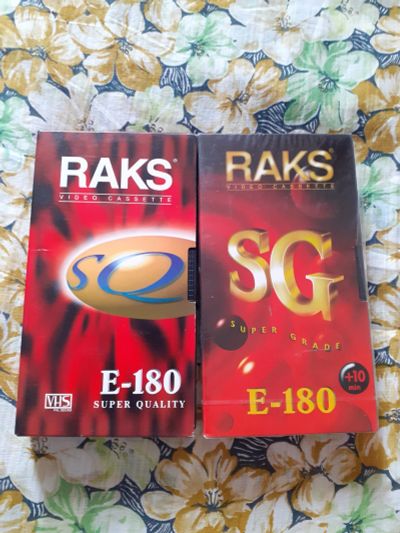 RAKS®
VIDEO CASSETTE
SQ
E-180
SUPER QUALITY
VHS
RAKS®
VIDEO CASSETTE
SG
SUPER GRADE
+10
min
E-180